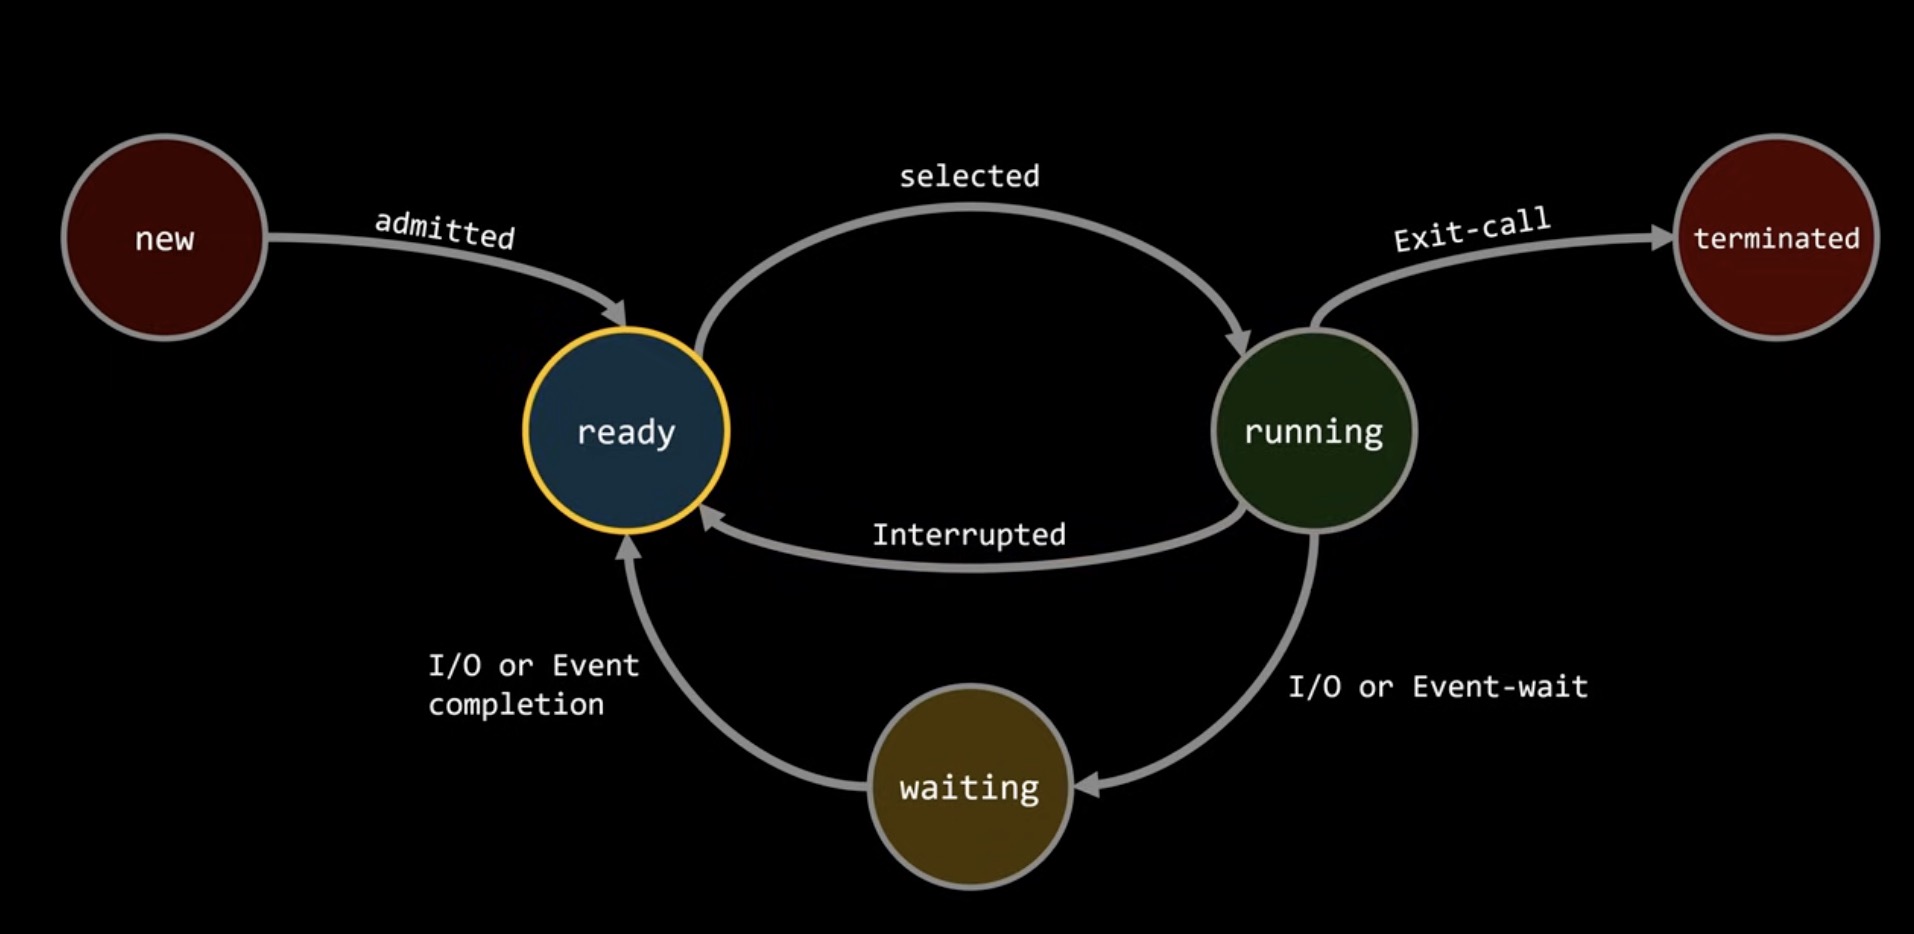 selected
admitted
Exit-call
new
terminated
ready
running
Interrupted
I/O or Event
completion
I/O or Event-wait
waiting